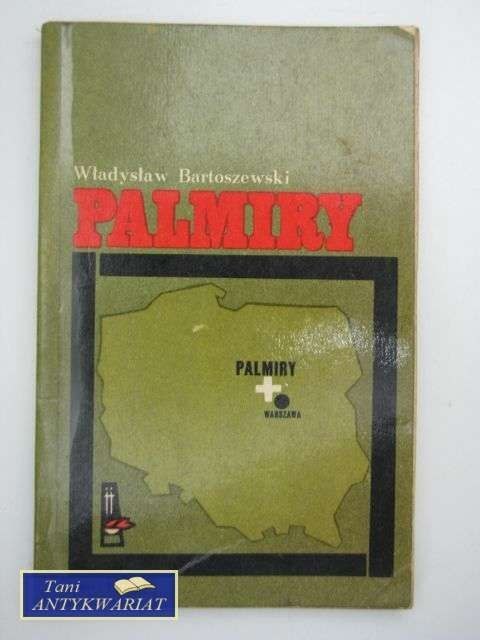 Władysław Bartoszewski
PALMIRY
PALMIRY
WARSZAWA
Tani
ANTYKWARIAT